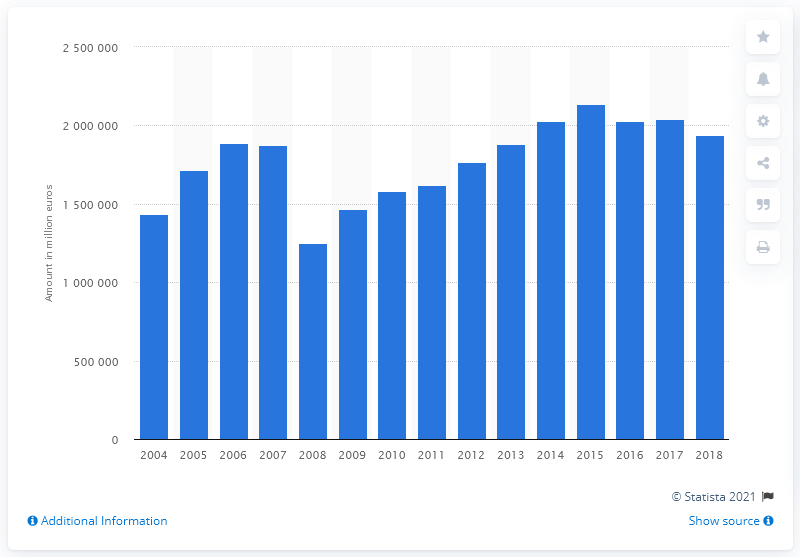 Amount in million euros
2 500 000
2 000 000
1 500 000
1 000 000
500 000
0
2004 2005 2006 2007 2008 2009 2010 2011 2012 2013 2014 2015 2016 2017 2018
© Statista 2021
Additional Information
Show source